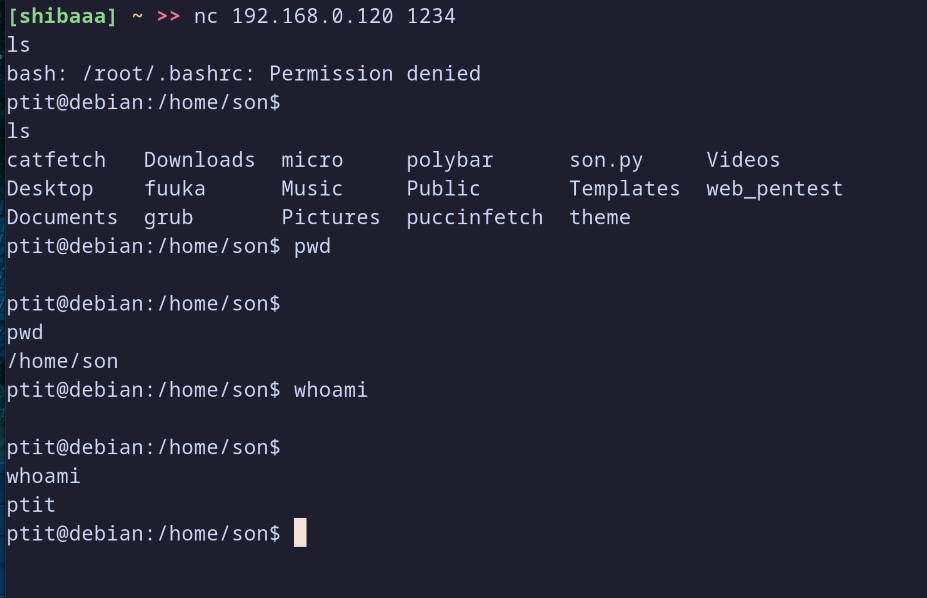 [shibaaa] ~ >> nc 192.168.0.120 1234
ls
bash: /root/.bashrc: Permission denied
ptit@debian:/home/son$
ls
catfetch   Downloads  micro     polybar      son.py     Videos
Desktop    fuuka      Music     Public       Templates  web_pentest
Documents  grub       Pictures  puccinfetch  theme
ptit@debian:/home/son$ pwd
ptit@debian:/home/son$
pwd
/home/son
ptit@debian:/home/son$ whoami
ptit@debian:/home/son$
whoami
ptit
ptit@debian:/home/son$